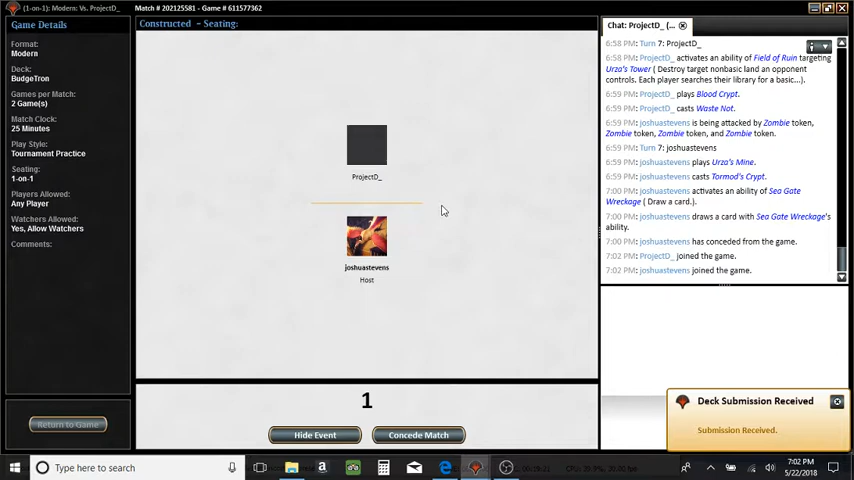 (1-on-1): Modern: Vs. ProjectD_
Match # 202125581 - Game # 611577362
Game Details
Format:
Modern
Deck:
BudgeTron
Games per Match:
2 Game(s)
Match Clock:
25 Minutes
Play Style:
Tournament Practice
Seating:
1-on-1
Players Allowed:
Any Player
Watchers Allowed:
Yes, Allow Watchers
Comments:
Return to Game
Constructed - Seating:
ProjectD_
joshuastevens
Host
1
Hide Event
Concede Match
Chat: ProjectD_ (...
6:58 PM: Turn 7: ProjectD_
6:58 PM: ProjectD_ activates an ability of Field of Ruin targeting
Urza's Tower ( Destroy target nonbasic land an opponent
controls. Each player searches their library for a basic...).
6:59 PM: ProjectD_ plays Blood Crypt.
6:59 PM: ProjectD_ casts Waste Not.
6:59 PM: joshuastevens is being attacked by Zombie token,
Zombie token, Zombie token, and Zombie token.
6:59 PM: Turn 7: joshuastevens
6:59 PM: joshuastevens plays Urza's Mine.
6:59 PM: joshuastevens casts Tormod's Crypt.
7:00 PM: joshuastevens activates an ability of Sea Gate
Wreckage ( Draw a card.).
7:00 PM: joshuastevens draws a card with Sea Gate Wreckage's
ability.
7:00 PM: joshuastevens has conceded from the game.
7:02 PM: ProjectD_ joined the game.
7:02 PM: joshuastevens joined the game.
Deck Submission Received
Submission Received.
Type here to search
7:02 PM
5/22/2018